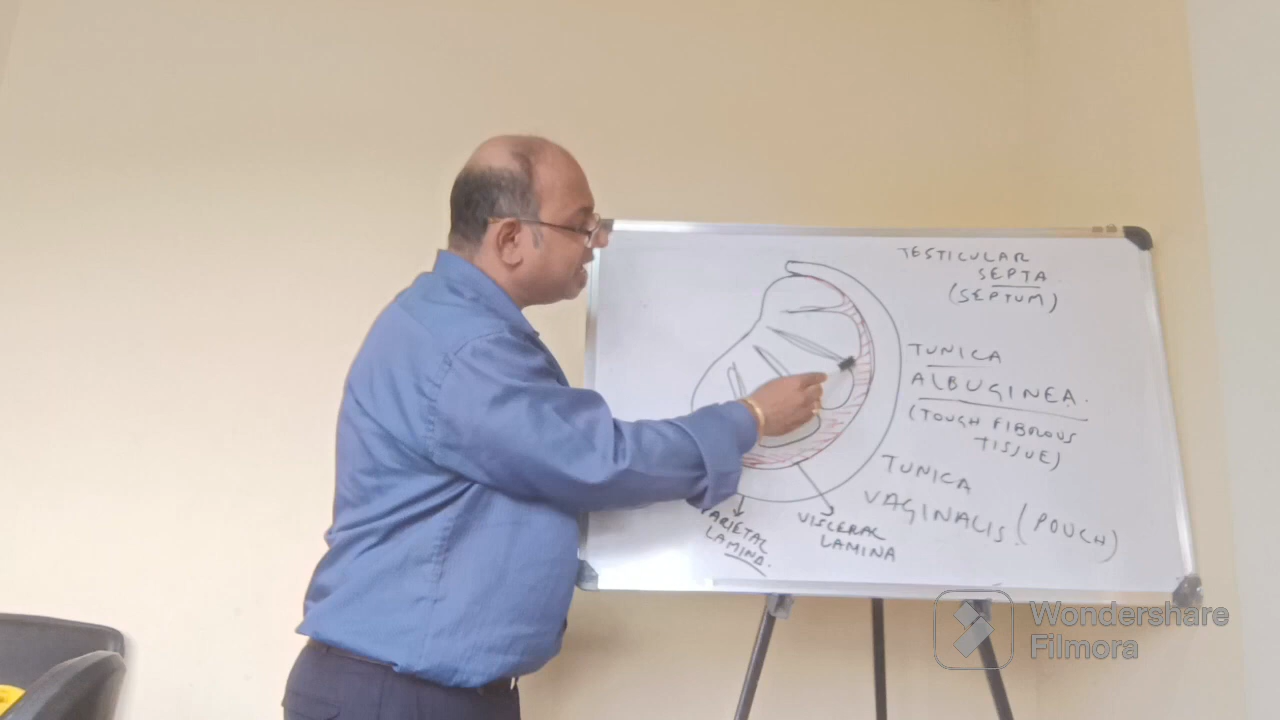 TESTICULAR
SEPTA
(SEPTUM)
TUNICA
ALBUGINEA.
(TOUGH FIBROUS
TISSUE)
TUNICA
VAGINALIS (POUCH)
PARIETAL
LAMINA.
VISCERAL
LAMINA
Wondershare
Filmora